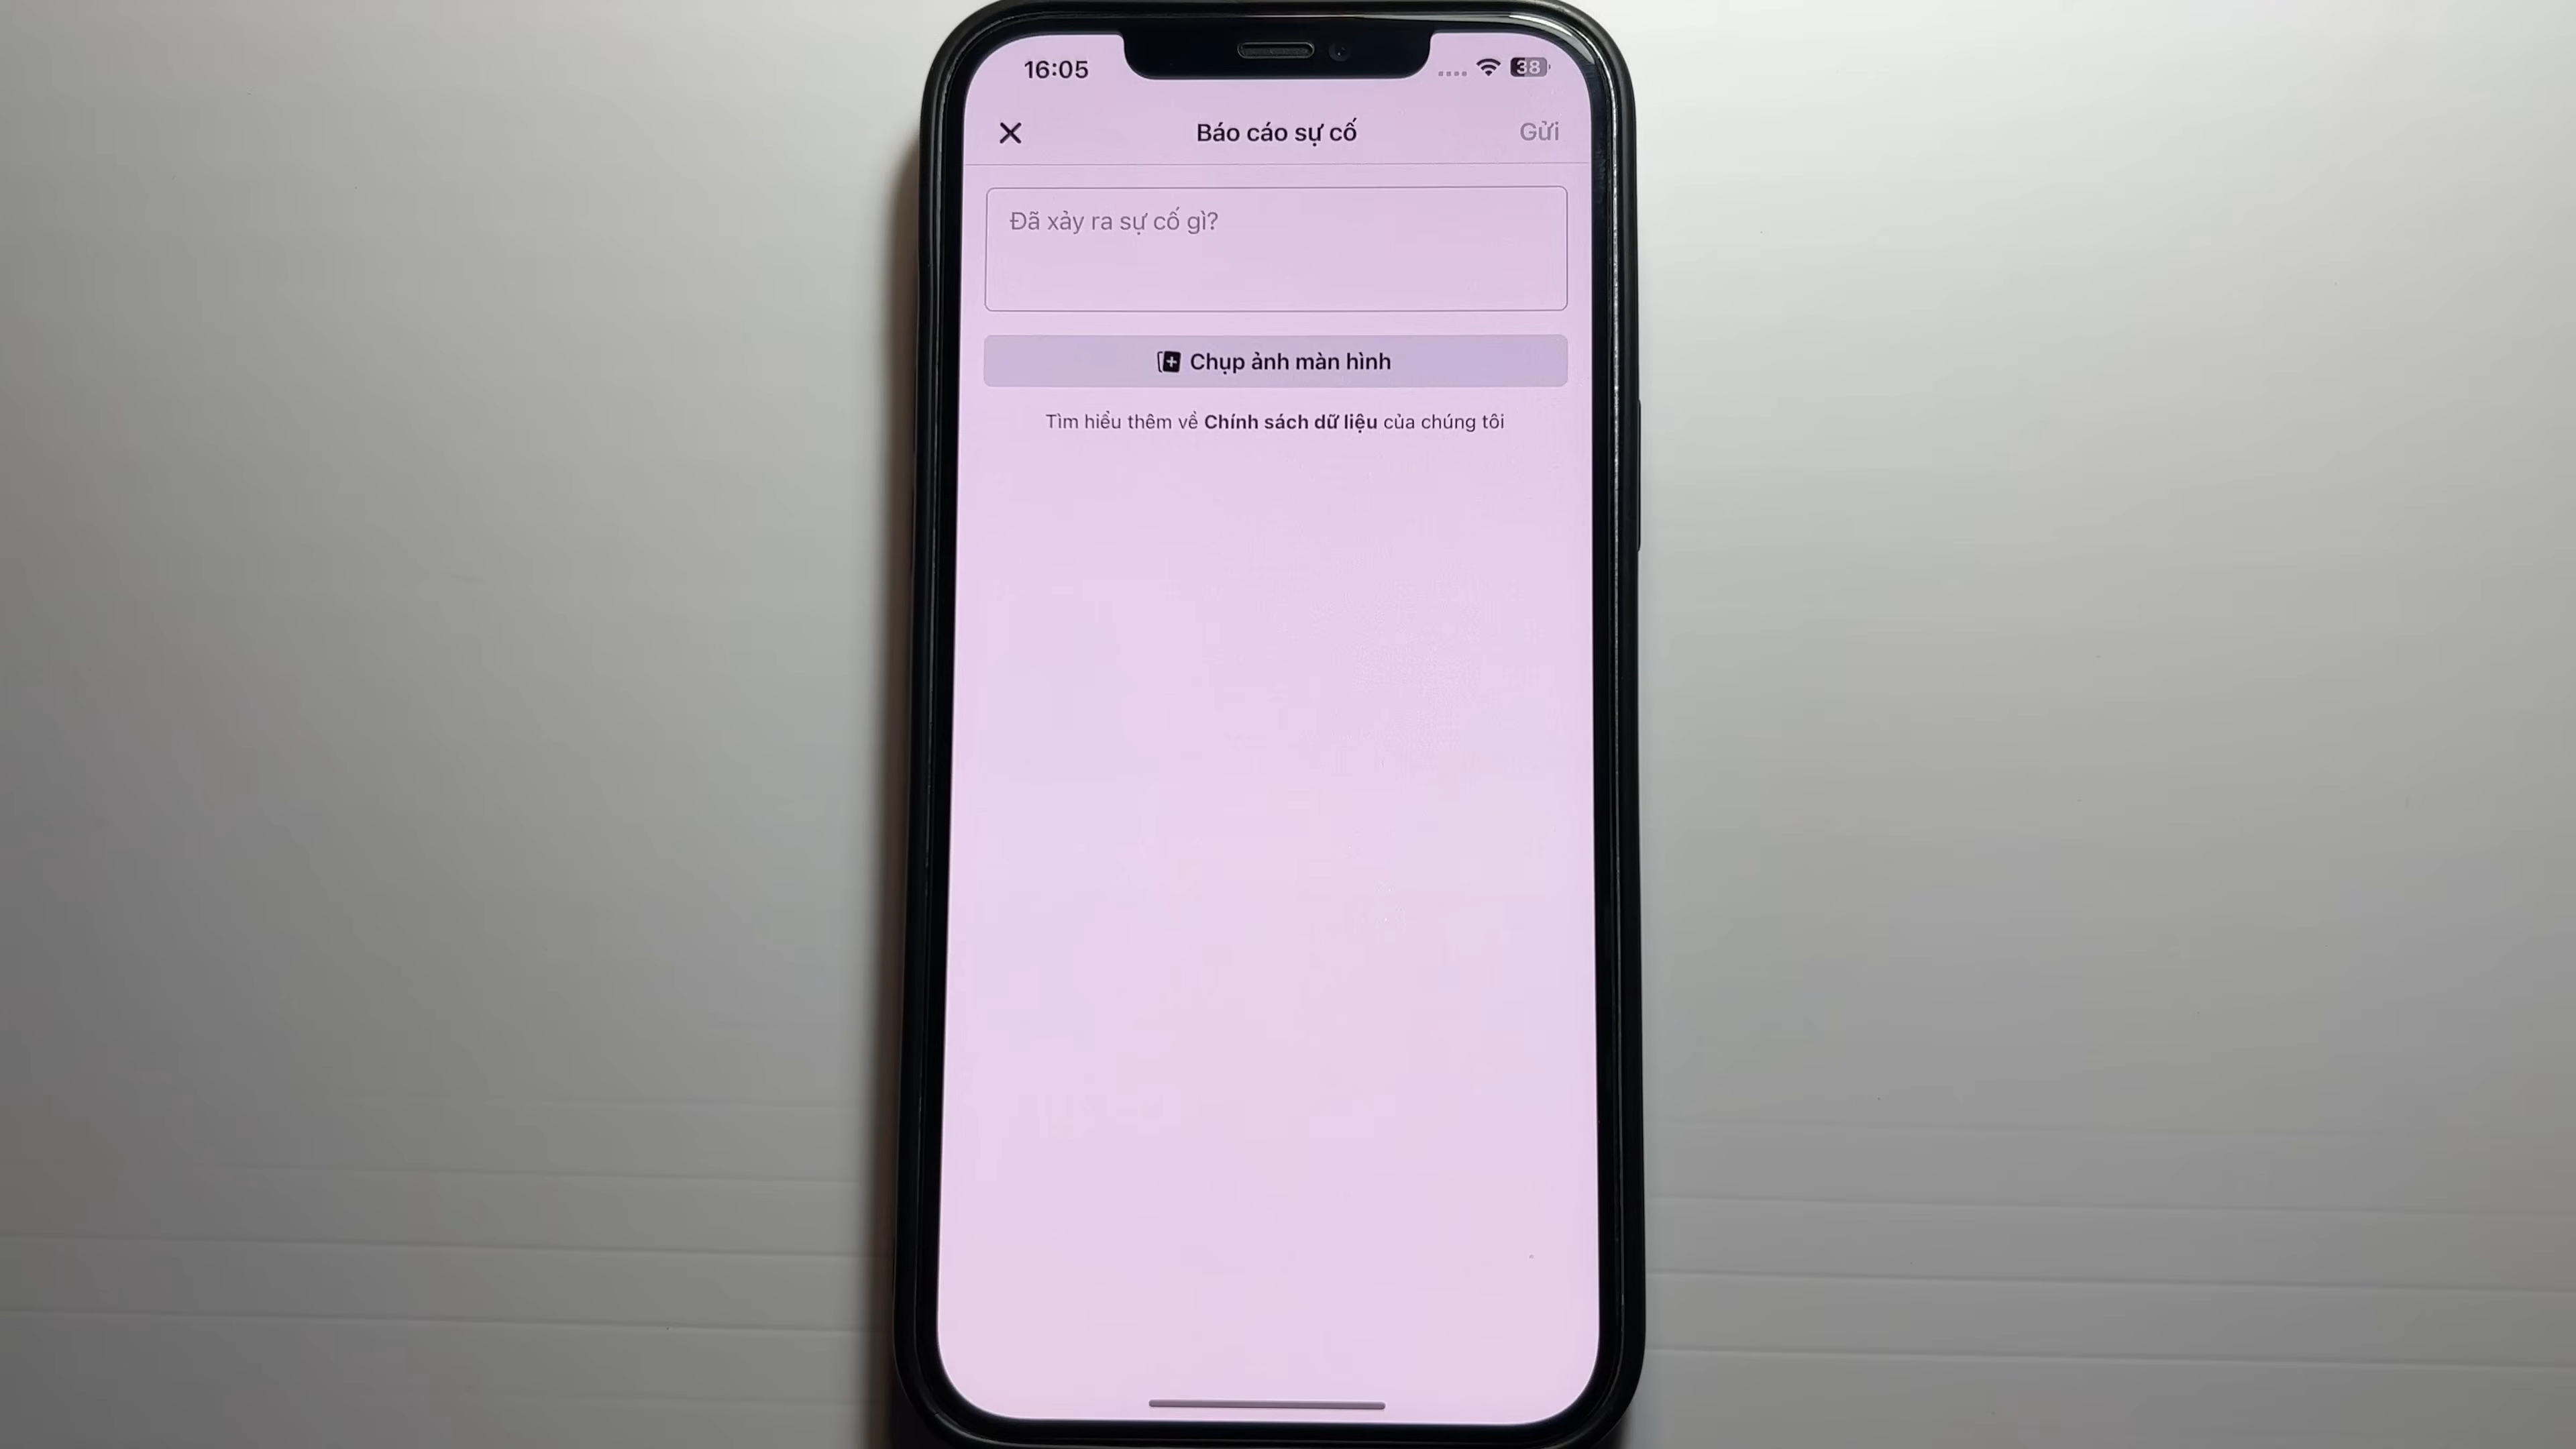 16:05
38
Báo cáo sự cố
Gửi
Đã xảy ra sự cố gì?
Chụp ảnh màn hình
Tìm hiểu thêm về Chính sách dữ liệu của chúng tôi